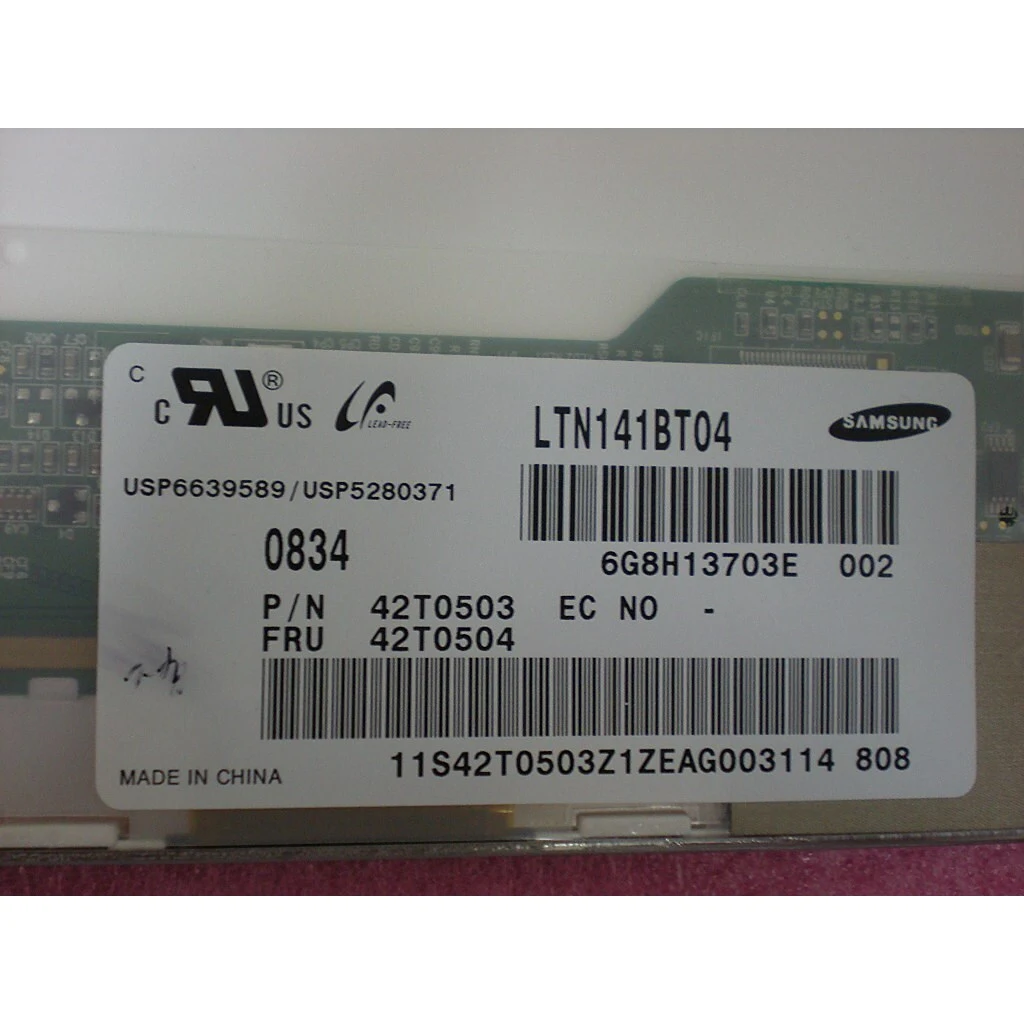 C
C RU ® US LEAD-FREE
LTN141BT04
SAMSUNG
USP6639589/USP5280371
0834
6G8H13703E 002
P/N 42T0503 EC NO -
FRU 42T0504
11S42T0503Z1ZEAG003114 808
MADE IN CHINA